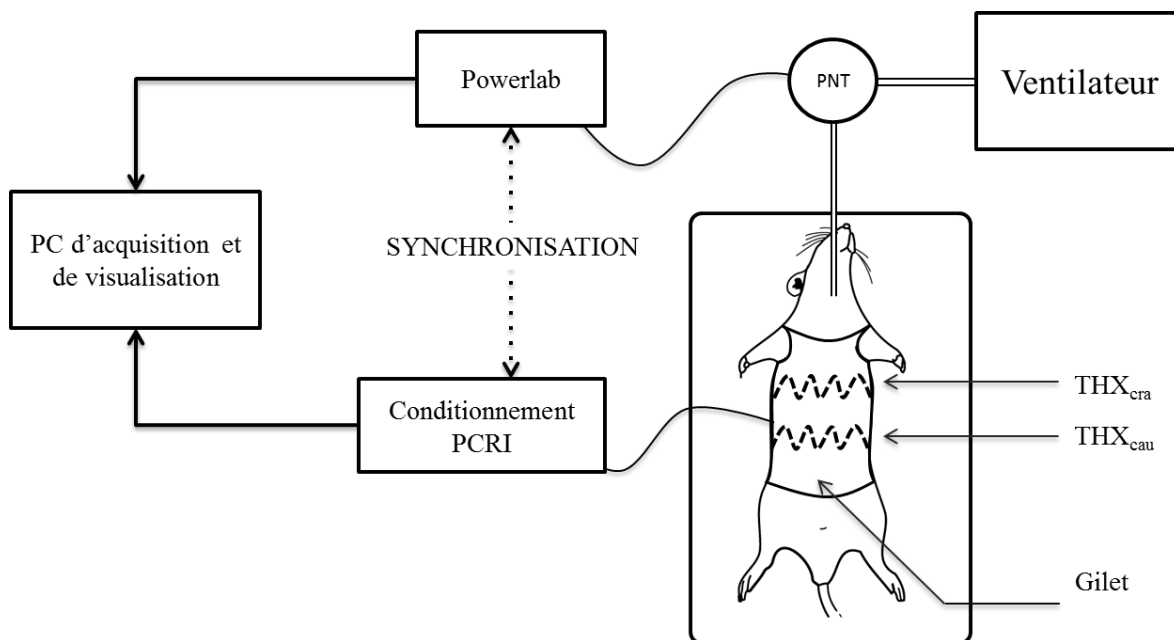 Powerlab
PNT
Ventilateur
PC d’acquisition et
de visualisation
SYNCHRONISATION
Conditionnement
PCRI
THXcra
THXcau
Gilet